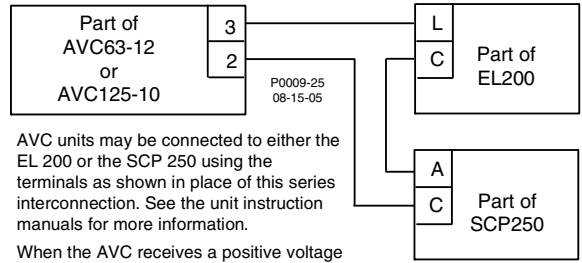 Part of
AVC63-12
or
AVC125-10
3
2
P0009-25
08-15-05
L
C
Part of
EL200
A
C
Part of
SCP250
AVC units may be connected to either the
EL 200 or the SCP 250 using the
terminals as shown in place of this series
interconnection. See the unit instruction
manuals for more information.
When the AVC receives a positive voltage